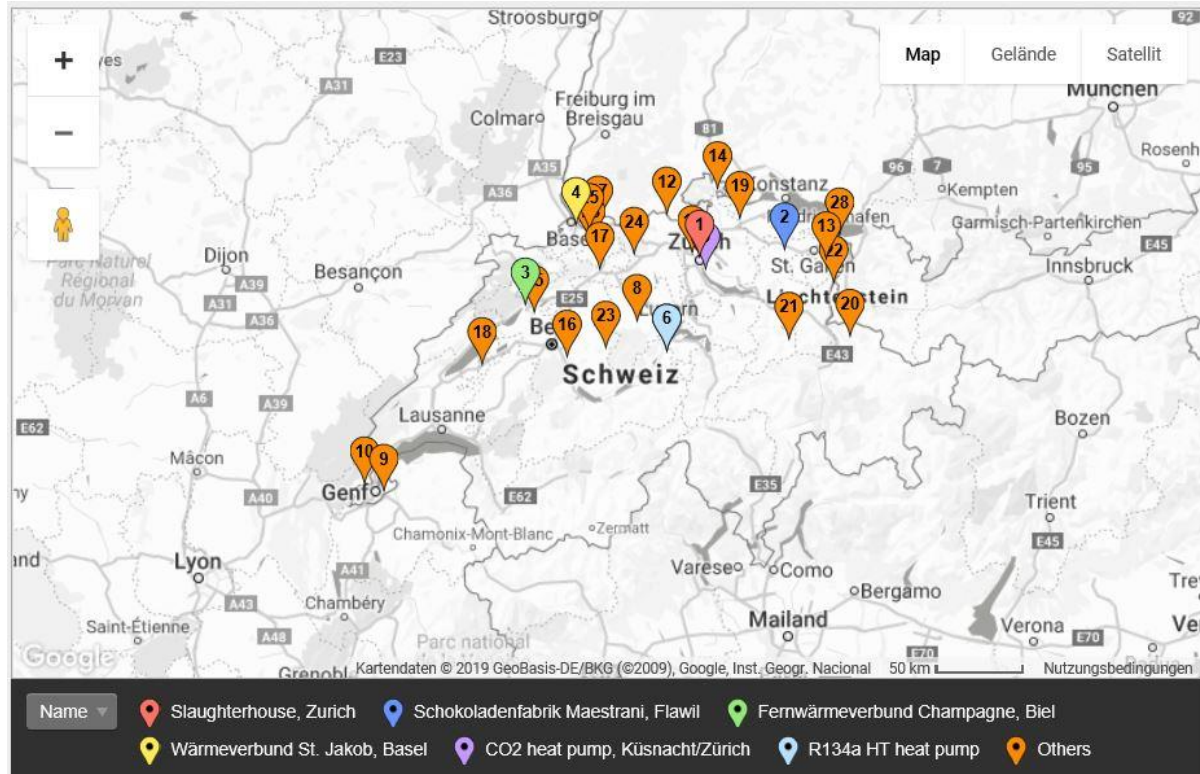 Stroosburg
92
+
yes
E23
Map Gelände Satellit
A31
München
Freiburg im
Breisgau
Colmar
81
Rosenh
A35
14
96 7 95
A36
4
12
19
Konstanz
Kempten
28
2
13
24
1
Garmisch-Partenkirchen
Zürich
17
E45
Parc Naturel
Régional
du Morvan
Dijon
Besançon
St. Gallen
22
Innsbruck
A39
3
A31
E25
8
Liechtenstein
A36
6
21
20
16
23
18
E43
Schweiz
A6
A39
Lausanne
Bozen
E62
10
9
Mâcon
Genf
A40
E62
E35
Trient
Chamonix-Mont-Blanc
Zermatt
E45
Lyon
Varese
Como
A41
Bergamo
A43
Chambéry
Mailand
Saint-Étienne
A48
Verona
E70
Parc national
E70
Google
Grenobl
Kartendaten © 2019 GeoBasis-DE/BKG (©2009), Google, Inst. Geogr. Nacional 50 km Nutzungsbedingungen
Name Slaughterhouse, Zurich Schokoladenfabrik Maestrani, Flawil Fernwärmeverbund Champagne, Biel
Wärmeverbund St. Jakob, Basel CO2 heat pump, Küsnacht/Zürich R134a HT heat pump Others